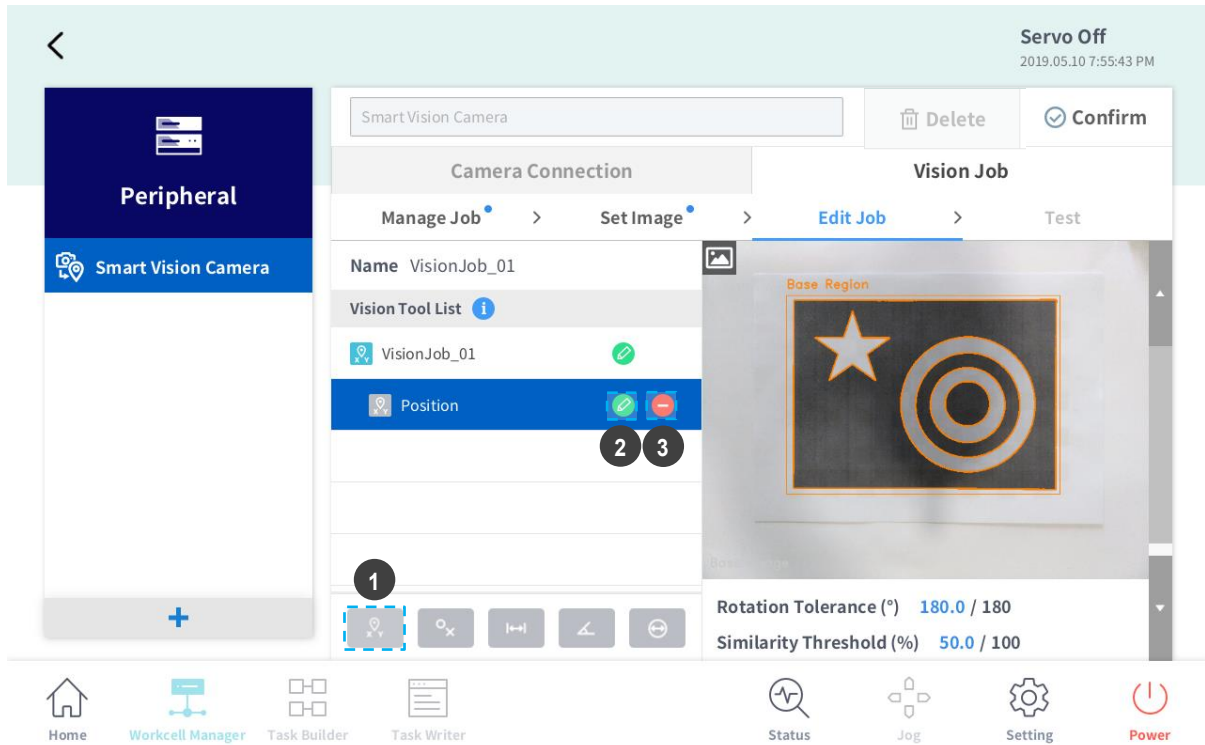 Servo Off
2019.05.10 7:55:43 PM
Peripheral
Smart Vision Camera
+
Smart Vision Camera
Delete
Confirm
Camera Connection
Vision Job
Manage Job > Set Image > Edit Job > Test
Name VisionJob_01
Vision Tool List i
VisionJob_01
Position
2 3
1
Base Region
Rotation Tolerance (°) 180.0 / 180
Similarity Threshold (%) 50.0 / 100
Home
Workcell Manager
Task Builder
Task Writer
Status
Jog
Setting
Power